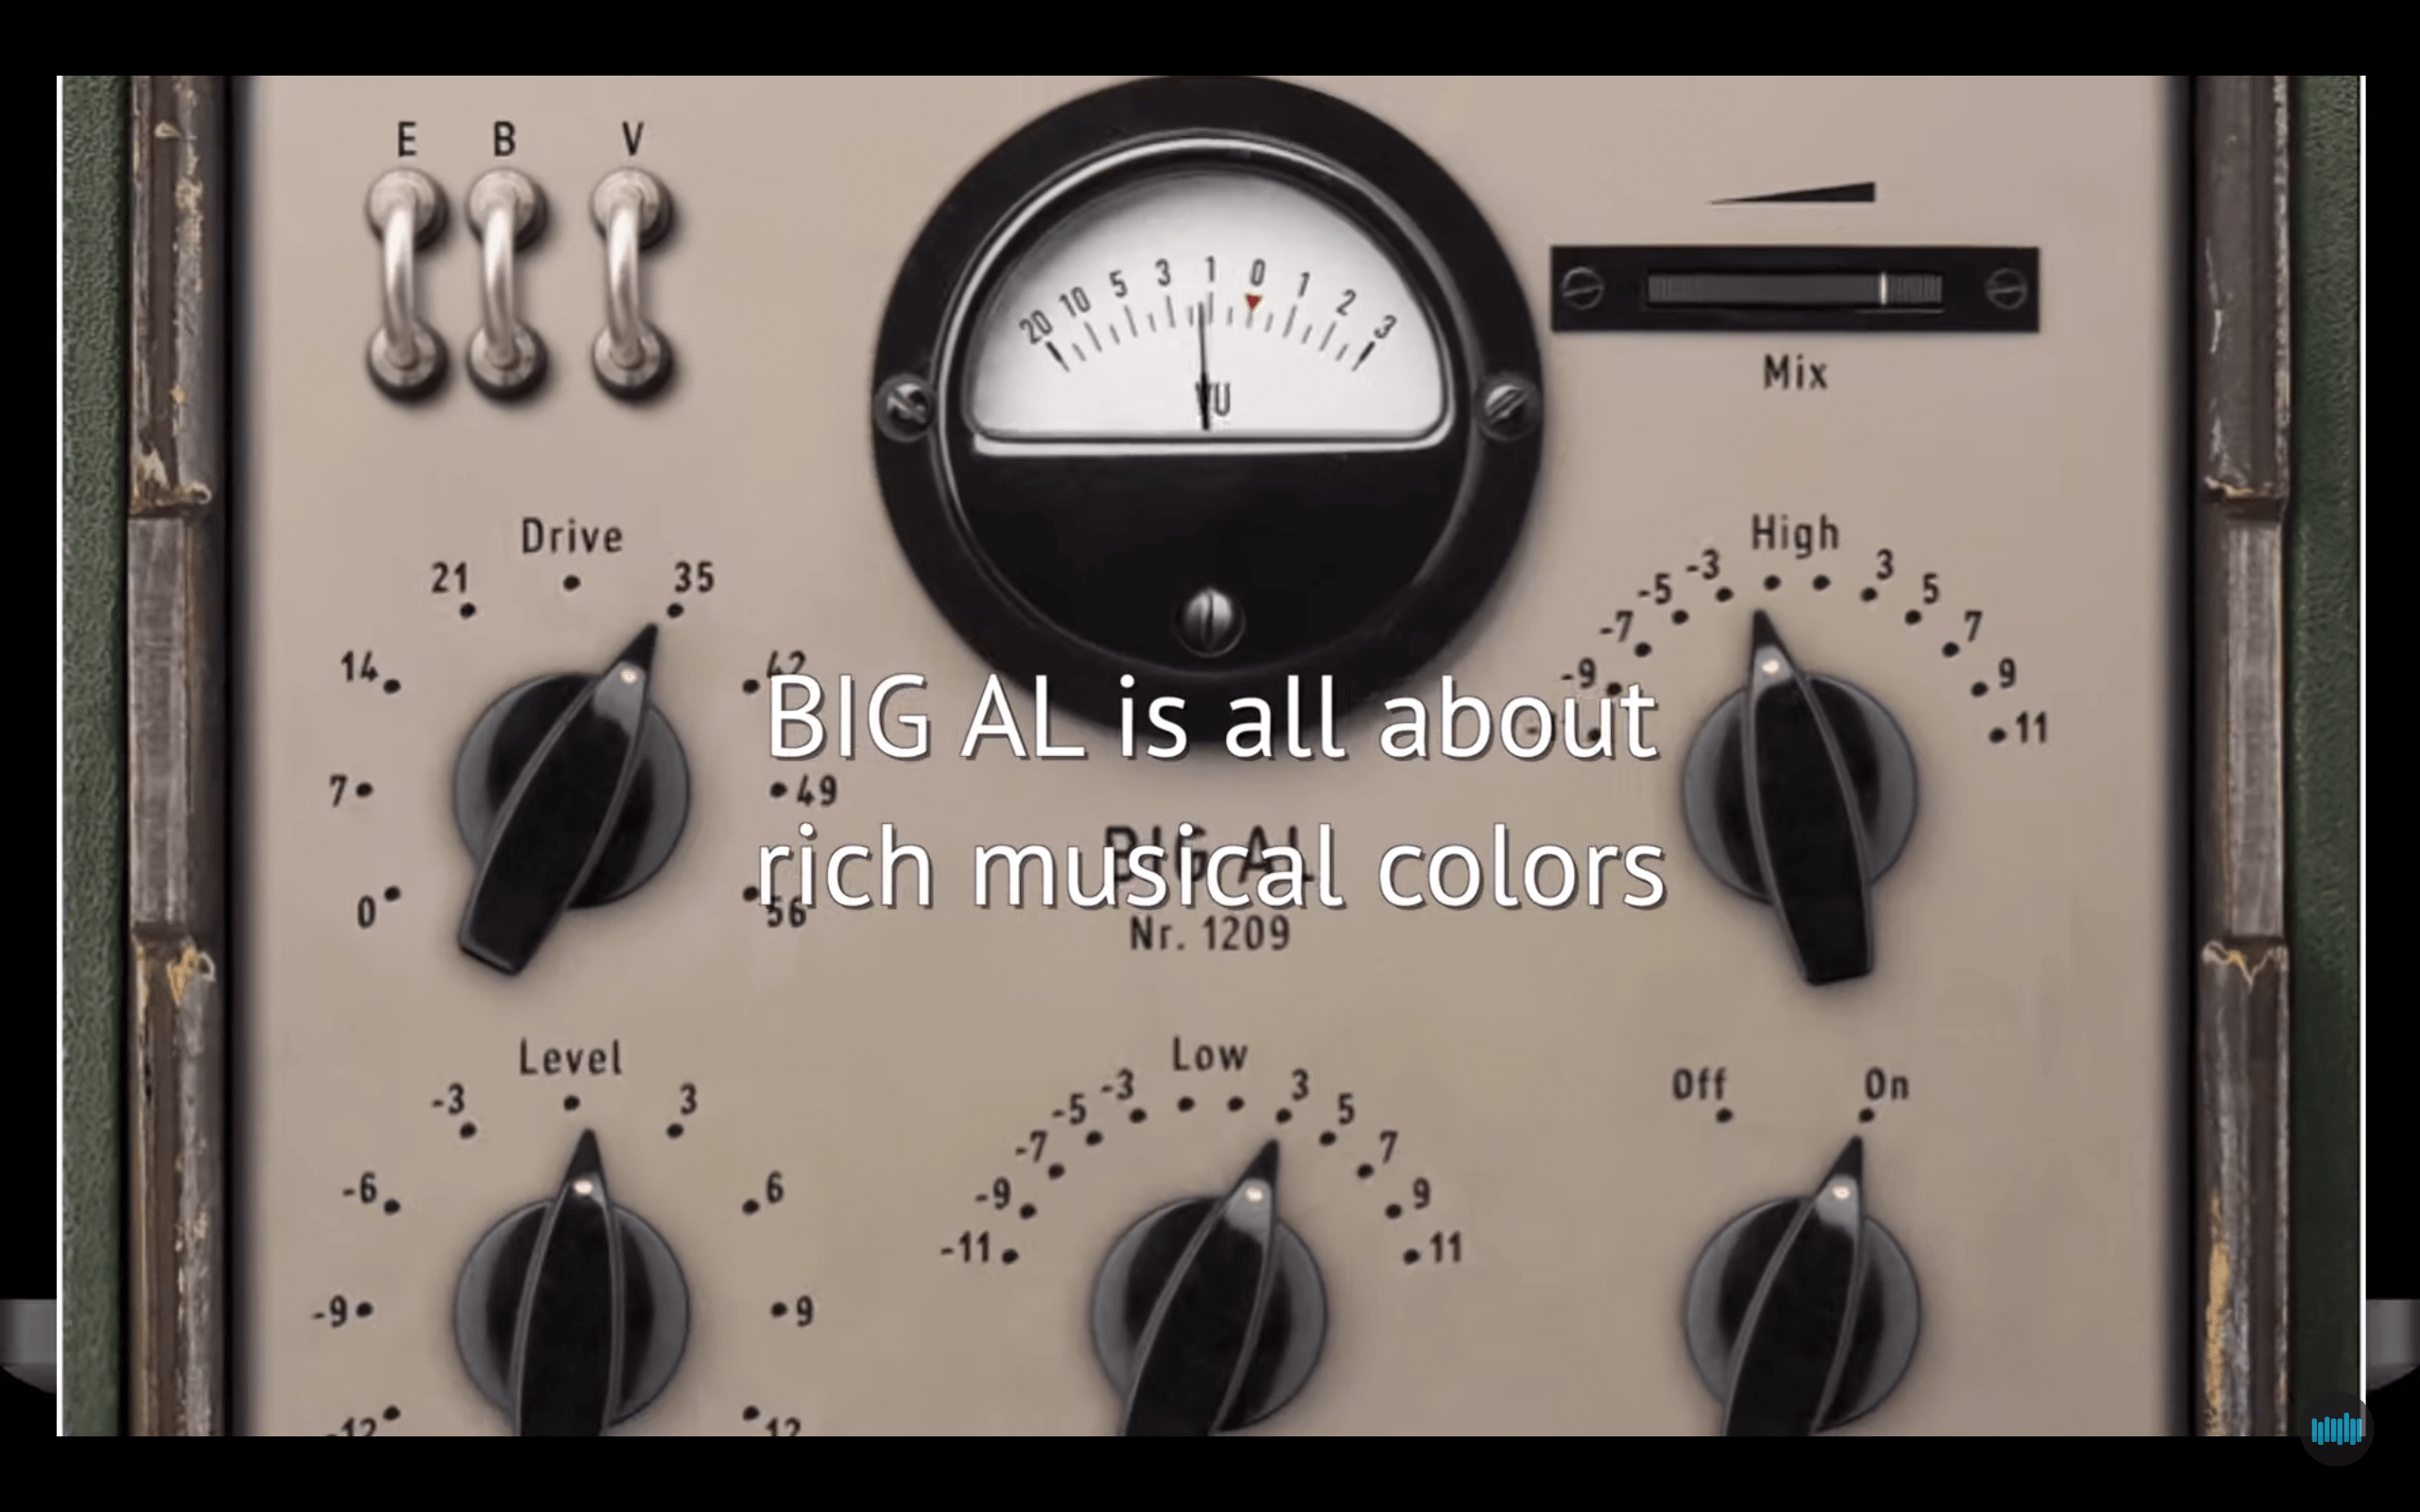 E B V
20 10 5 3 1 0 1 2 3
VU
Mix
Drive
0 7 14 21 35 42 49 56
High
-9 -7 -5 -3 3 5 7 9 11
BIG AL is all about
rich musical colors
BIG AL
Nr. 1209
Level
-12 -9 -6 -3 3 6 9 12
Low
-11 -9 -7 -5 -3 3 5 7 9 11
Off On